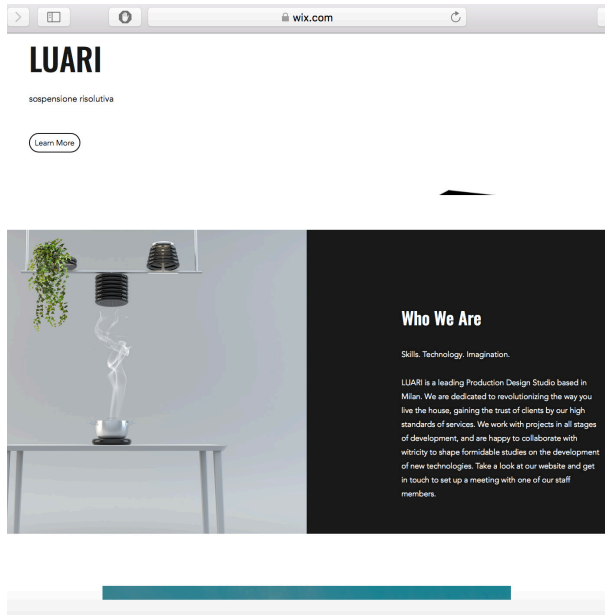 wix.com
LUARI
sospensione risolutiva
Learn More
Who We Are
Skills. Technology. Imagination.
LUARI is a leading Production Design Studio based in
Milan. We are dedicated to revolutionizing the way you
live the house, gaining the trust of clients by our high
standards of services. We work with projects in all stages
of development, and are happy to collaborate with
witricity to shape formidable studies on the development
of new technologies. Take a look at our website and get
in touch to set up a meeting with one of our staff
members.